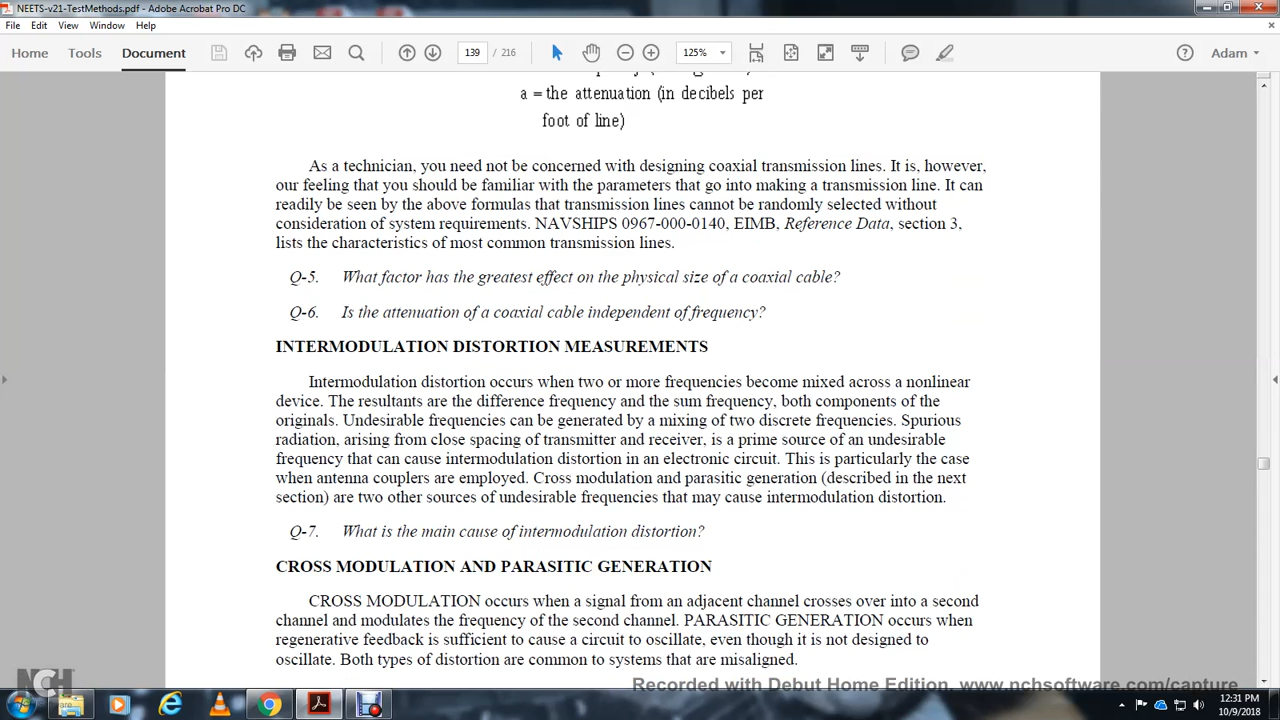 NEETS-v21-TestMethods.pdf - Adobe Acrobat Pro DC
File Edit View Window Help
Home Tools Document 139 / 216 125% Adam
a = the attenuation (in decibels per
foot of line)
As a technician, you need not be concerned with designing coaxial transmission lines. It is, however,
our feeling that you should be familiar with the parameters that go into making a transmission line. It can
readily be seen by the above formulas that transmission lines cannot be randomly selected without
consideration of system requirements. NAVSHIPS 0967-000-0140, EIMB, Reference Data, section 3,
lists the characteristics of most common transmission lines.
Q-5. What factor has the greatest effect on the physical size of a coaxial cable?
Q-6. Is the attenuation of a coaxial cable independent of frequency?
INTERMODULATION DISTORTION MEASUREMENTS
Intermodulation distortion occurs when two or more frequencies become mixed across a nonlinear
device. The resultants are the difference frequency and the sum frequency, both components of the
originals. Undesirable frequencies can be generated by a mixing of two discrete frequencies. Spurious
radiation, arising from close spacing of transmitter and receiver, is a prime source of an undesirable
frequency that can cause intermodulation distortion in an electronic circuit. This is particularly the case
when antenna couplers are employed. Cross modulation and parasitic generation (described in the next
section) are two other sources of undesirable frequencies that may cause intermodulation distortion.
Q-7. What is the main cause of intermodulation distortion?
CROSS MODULATION AND PARASITIC GENERATION
CROSS MODULATION occurs when a signal from an adjacent channel crosses over into a second
channel and modulates the frequency of the second channel. PARASITIC GENERATION occurs when
regenerative feedback is sufficient to cause a circuit to oscillate, even though it is not designed to
oscillate. Both types of distortion are common to systems that are misaligned.
NCH
Recorded with Debut Home Edition. www.nchsoftware.com/capture
12:31 PM
10/9/2018